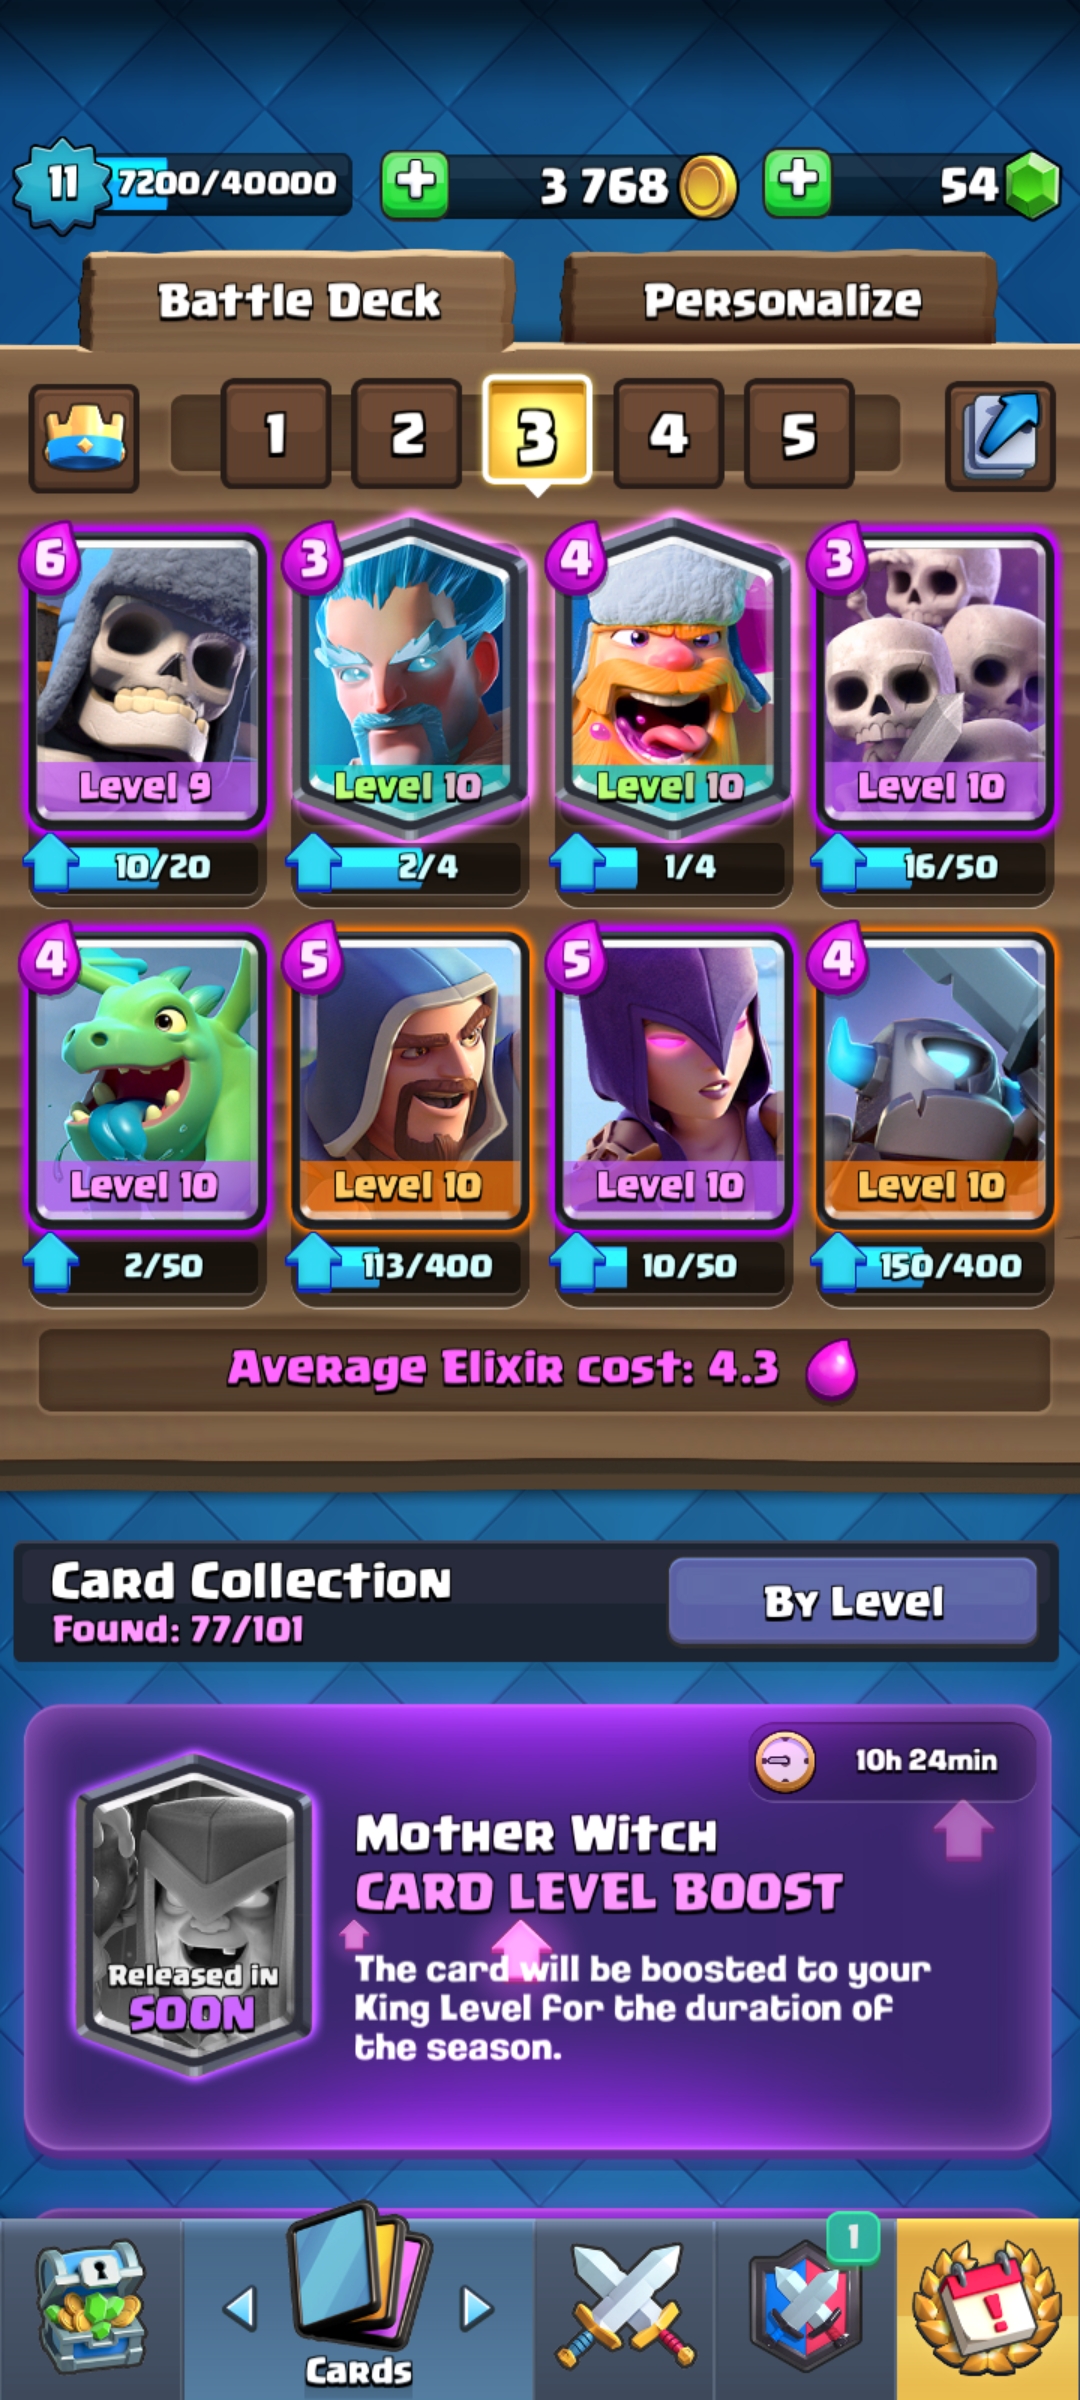 11 7200/40000 3 768 54
Battle Deck Personalize
1 2 3 4 5
6 3 4 3
Level 9 Level 10 Level 10 Level 10
10/20 2/4 1/4 16/50
4 5 5 4
Level 10 Level 10 Level 10 Level 10
2/50 113/400 10/50 150/400
Average Elixir cost: 4.3
Card Collection
Found: 77/101
By Level
10h 24min
Mother Witch
CARD LEVEL BOOST
Released in
SOON
The card will be boosted to your
King Level for the duration of
the season.
1
Cards